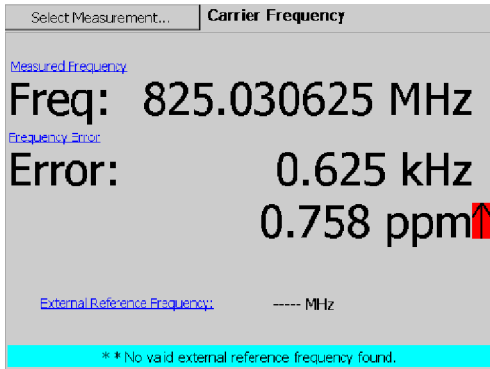 Select Measurement... Carrier Frequency
Measured Frequency
Freq: 825.030625 MHz
Frequency Error
Error: 0.625 kHz
0.758 ppm↑
External Reference Frequency: ----- MHz
* * No valid external reference frequency found.